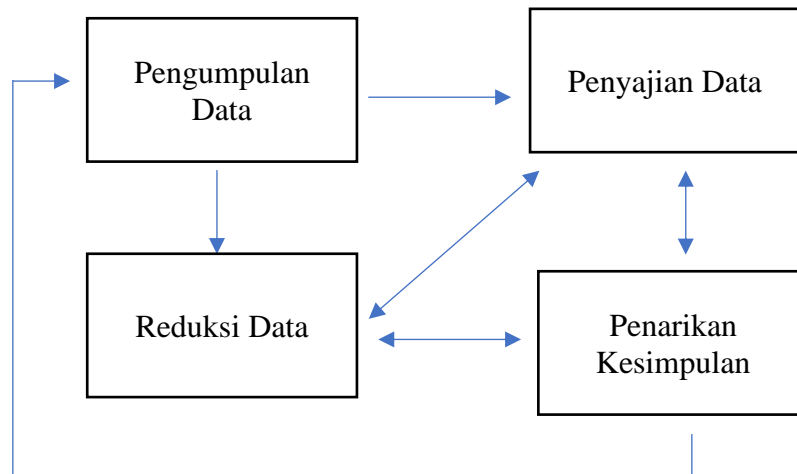 Pengumpulan
Data
Penyajian Data
Reduksi Data
Penarikan
Kesimpulan